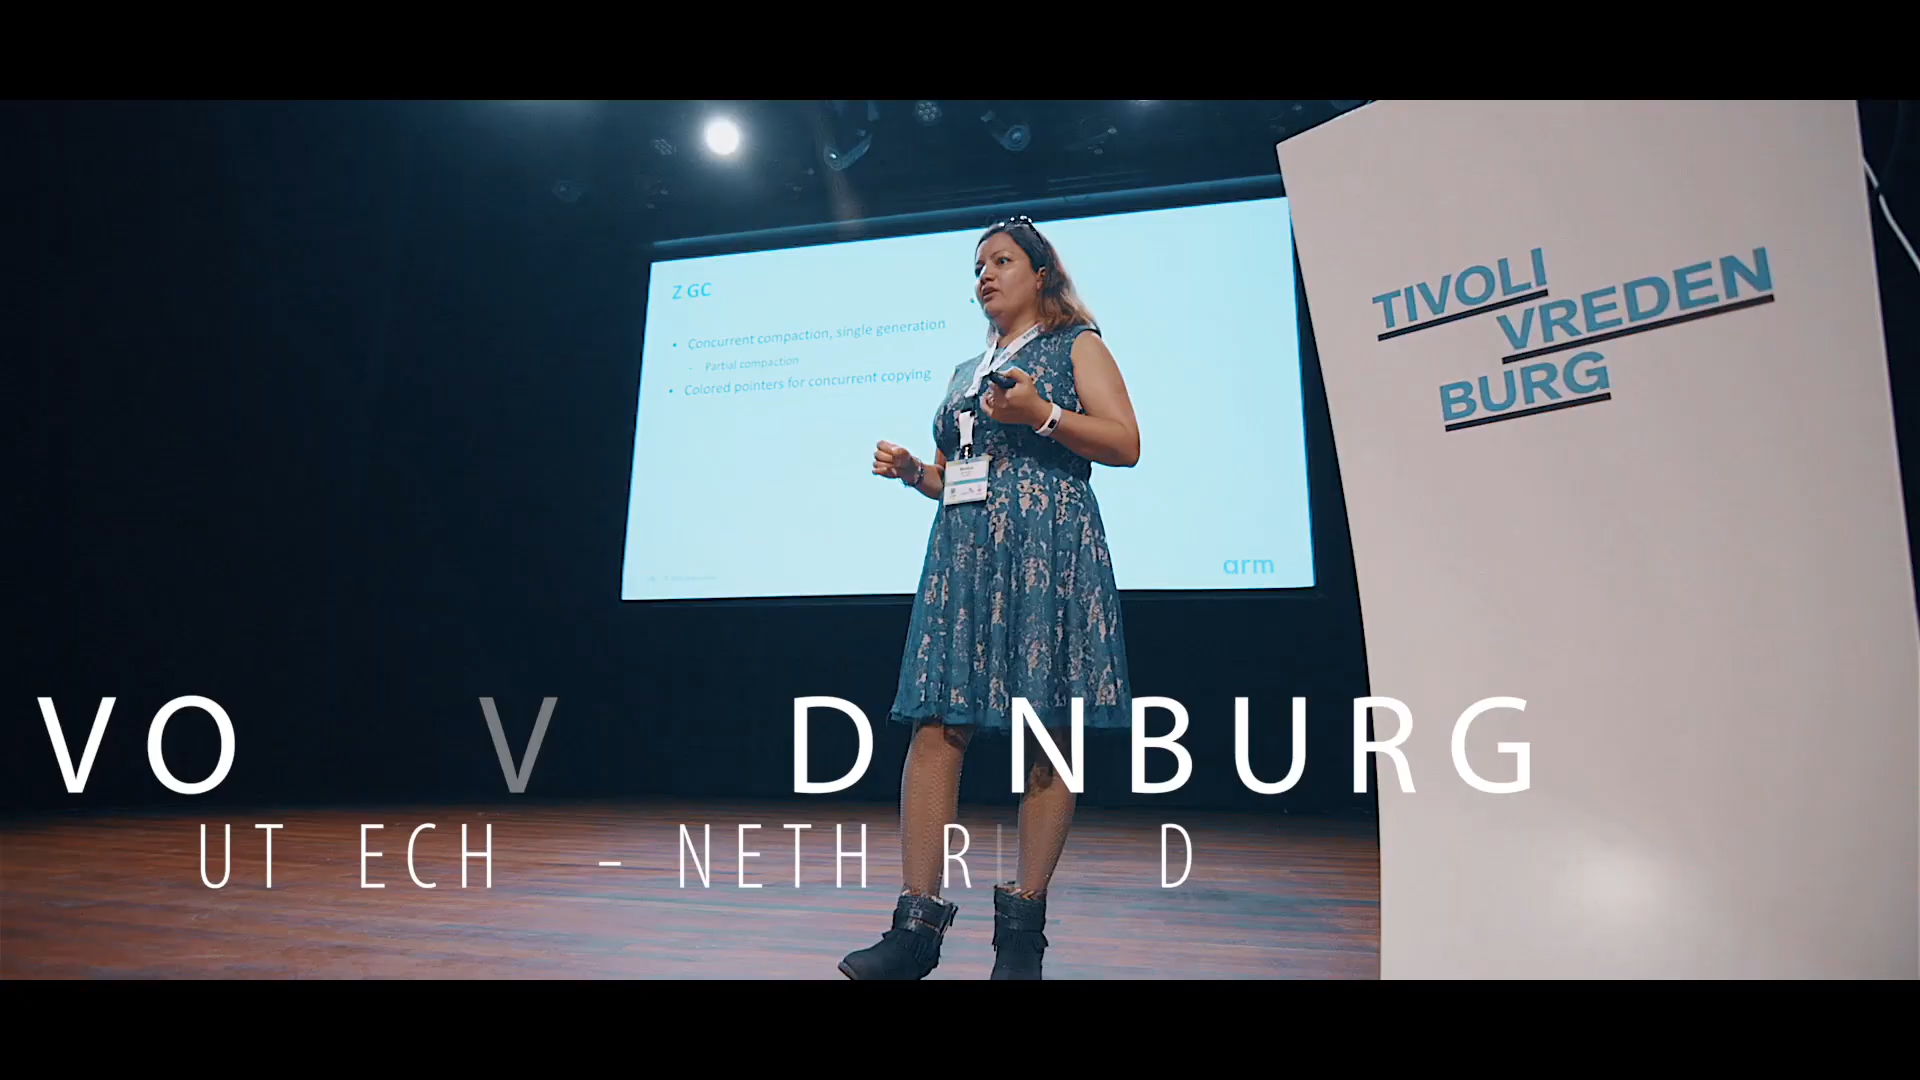 Z GC
• Concurrent compaction, single generation
- Partial compaction
• Colored pointers for concurrent copying
arm
TIVOLI
VREDEN
BURG
VO V D NBURG
UT ECH - NETH RL D